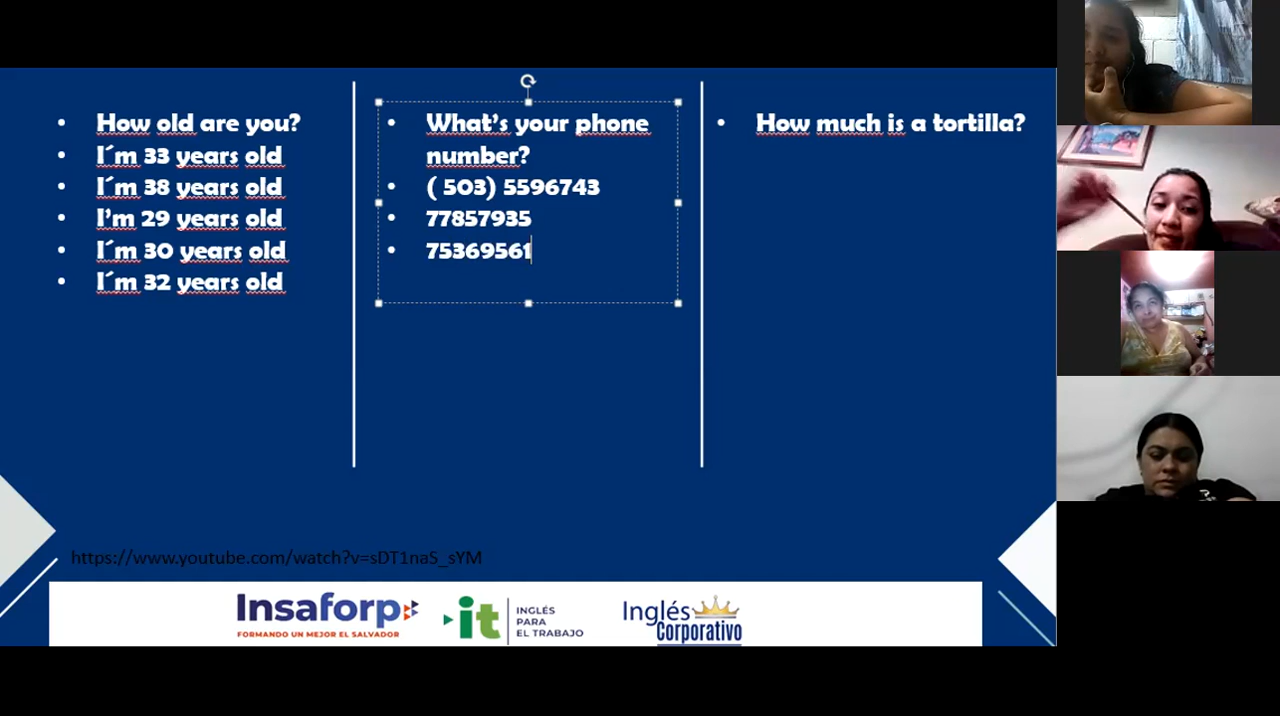 How old are you?
I´m 33 years old
I´m 38 years old
I'm 29 years old
I´m 30 years old
I´m 32 years old
What's your phone
number?
( 503) 5596743
77857935
75369561
How much is a tortilla?
https://www.youtube.com/watch?v=sDT1naS_sYM
Insaforp
FORMANDO UN MEJOR EL SALVADOR
it
INGLÉS
PARA
EL TRABAJO
Inglés
Corporativo